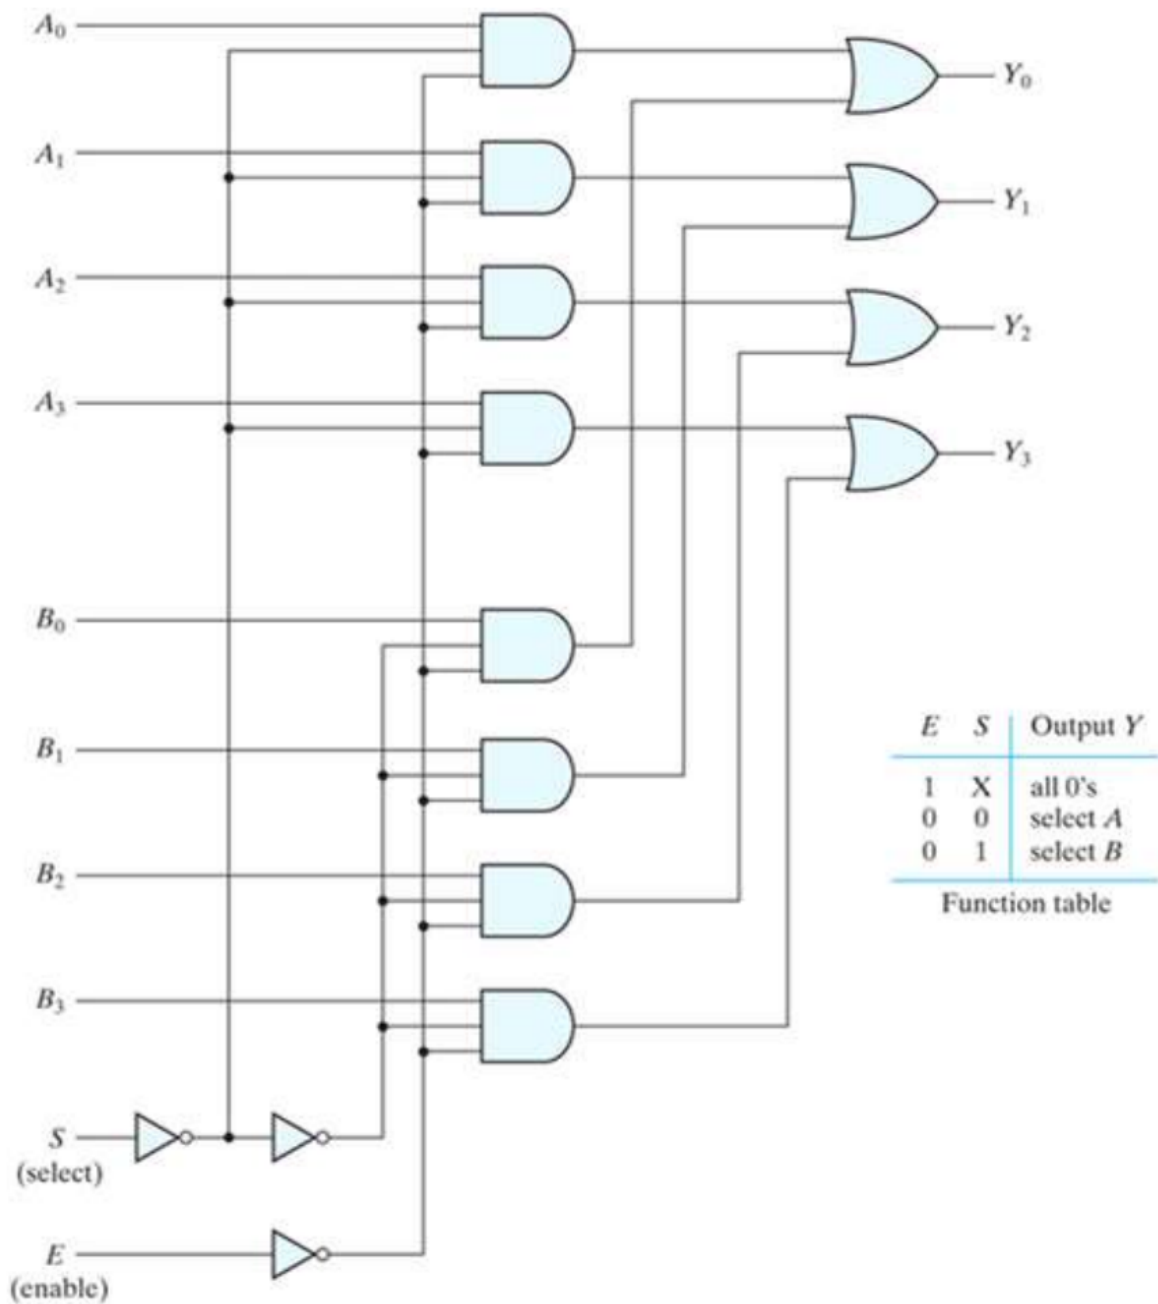 A₀
Y₀
A₁
Y₁
A₂
Y₂
A₃
Y₃
B₀
B₁
E S Output Y
1 X all 0's
0 0 select A
0 1 select B
B₂
Function table
B₃
S
(select)
E
(enable)